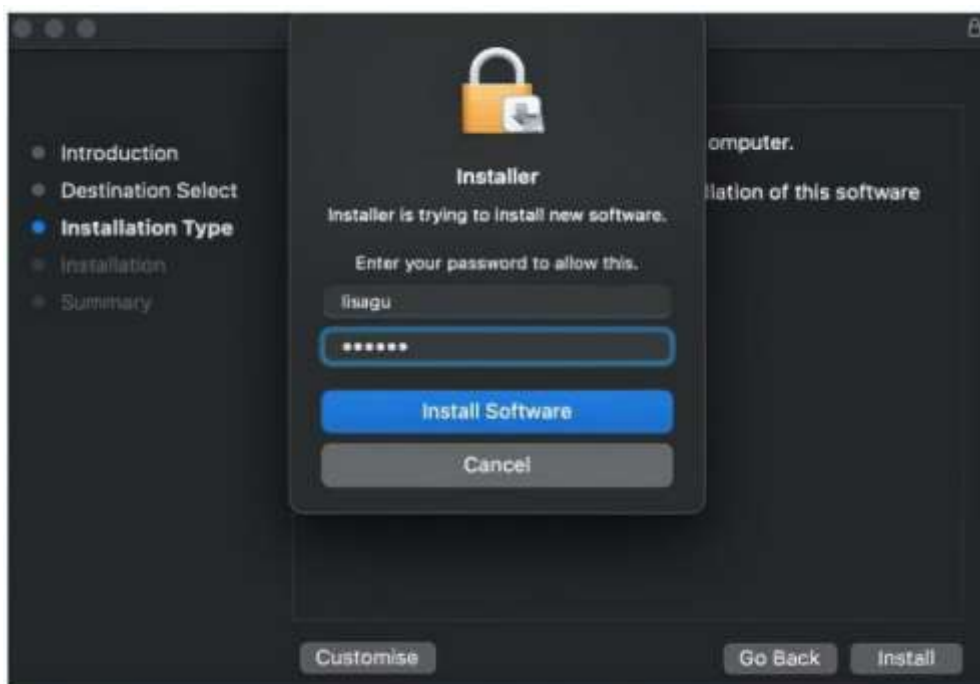 Introduction
Destination Select
Installation Type
Installation
Summary
Installer
Installer is trying to install new software.
Enter your password to allow this.
lisagu
••••••
Install Software
Cancel
omputer.
llation of this software
Customise
Go Back
Install